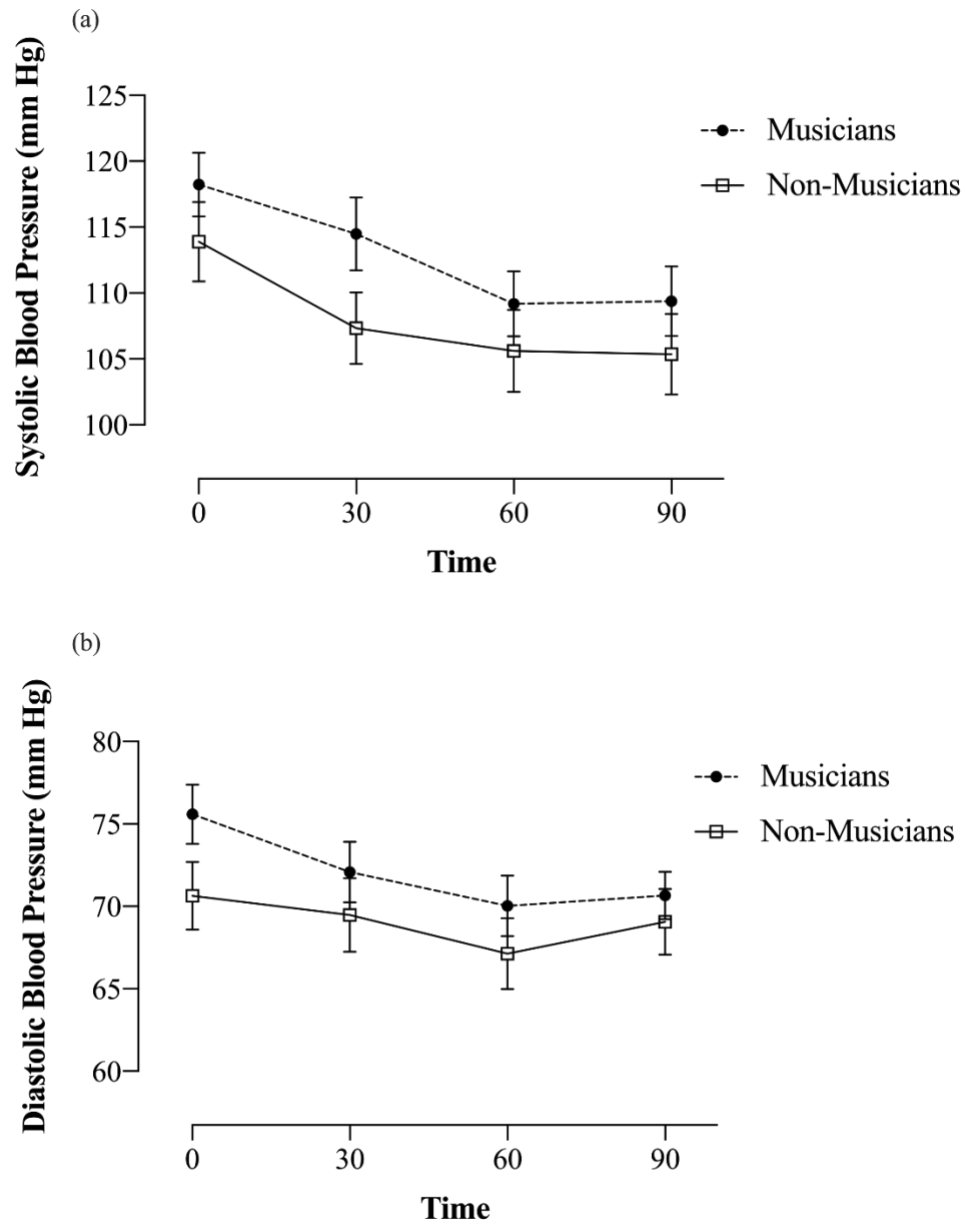 (a)
Systolic Blood Pressure (mm Hg)
125
120
115
110
105
100
0 30 60 90
Time
Musicians
Non-Musicians
(b)
Diastolic Blood Pressure (mm Hg)
80
75
70
65
60
0 30 60 90
Time
Musicians
Non-Musicians